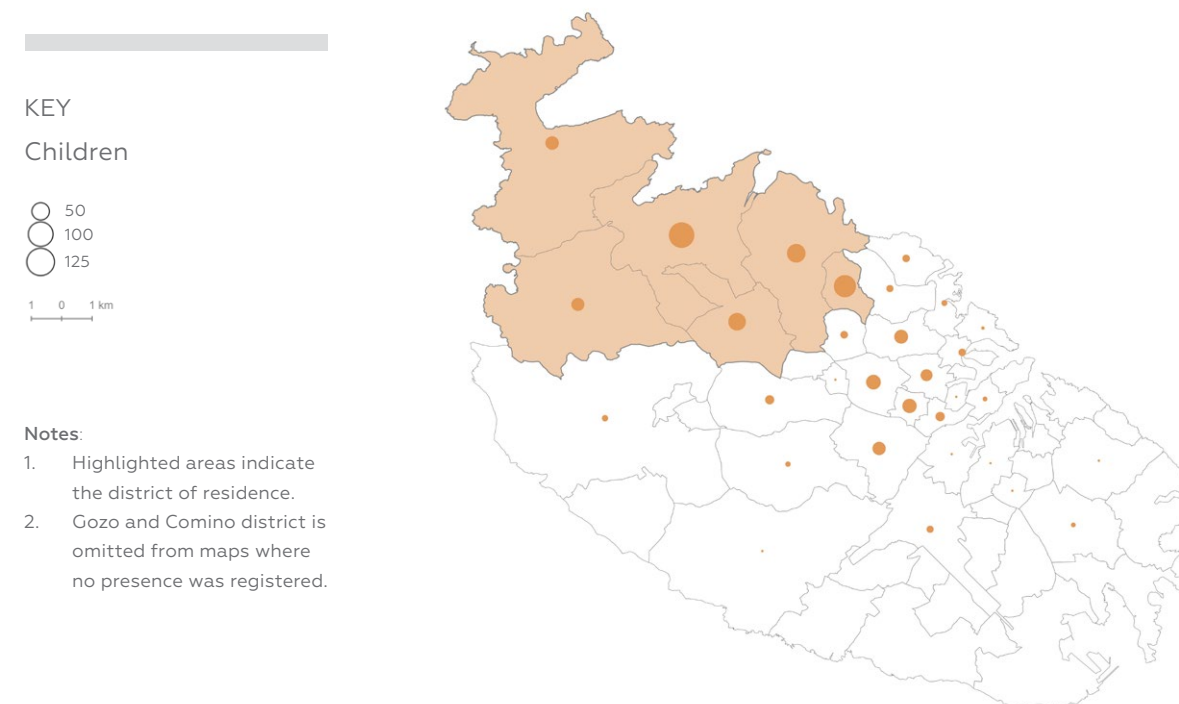 KEY
Children
50
100
125
1 0 1 km
Notes:
1. Highlighted areas indicate
the district of residence.
2. Gozo and Comino district is
omitted from maps where
no presence was registered.